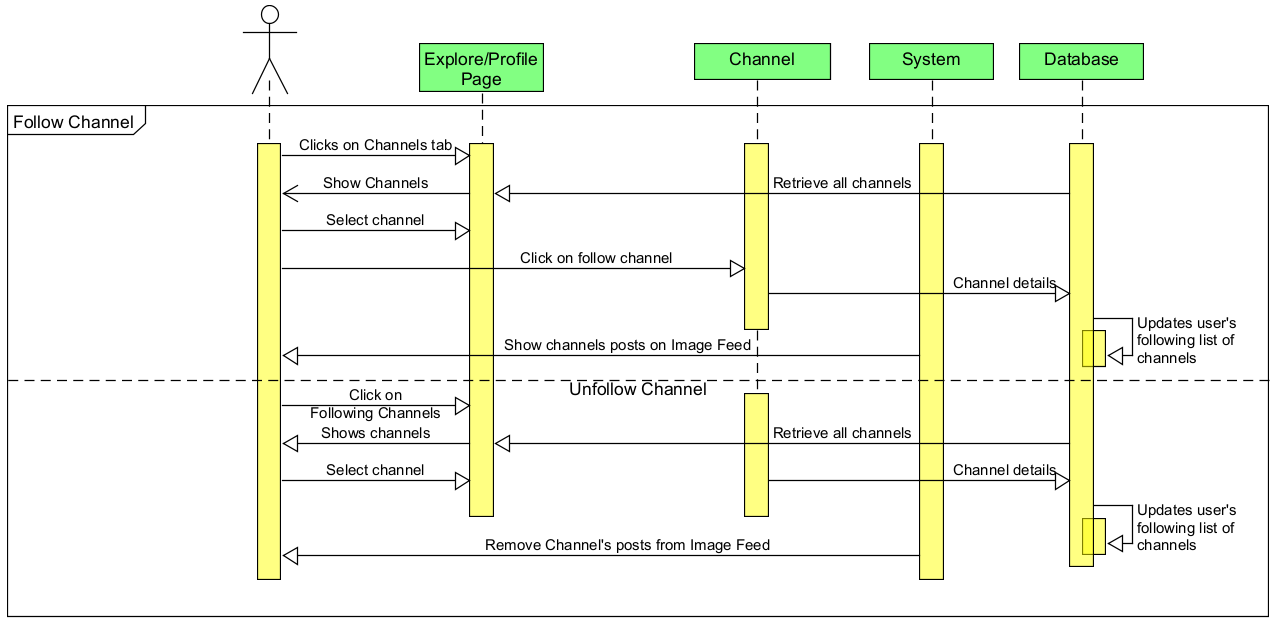 Explore/Profile
Page
Channel
System
Database
Follow Channel
Clicks on Channels tab
Show Channels
Retrieve all channels
Select channel
Click on follow channel
Channel details
Updates user's
following list of
channels
Show channels posts on Image Feed
Unfollow Channel
Click on
Following Channels
Shows channels
Retrieve all channels
Select channel
Channel details
Updates user's
following list of
channels
Remove Channel's posts from Image Feed